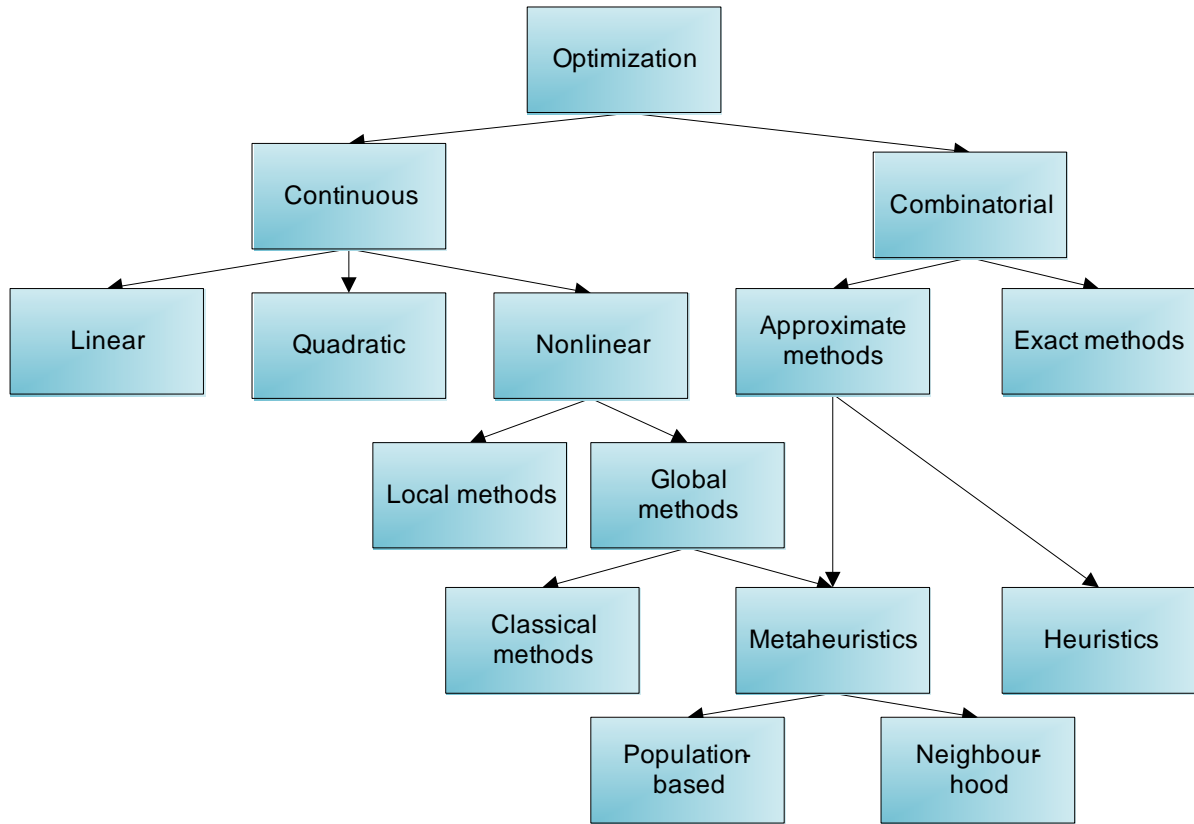 Optimization
Continuous
Combinatorial
Linear
Quadratic
Nonlinear
Approximate
methods
Exact methods
Local methods
Global
methods
Classical
methods
Metaheuristics
Heuristics
Population-
based
Neighbour-
hood